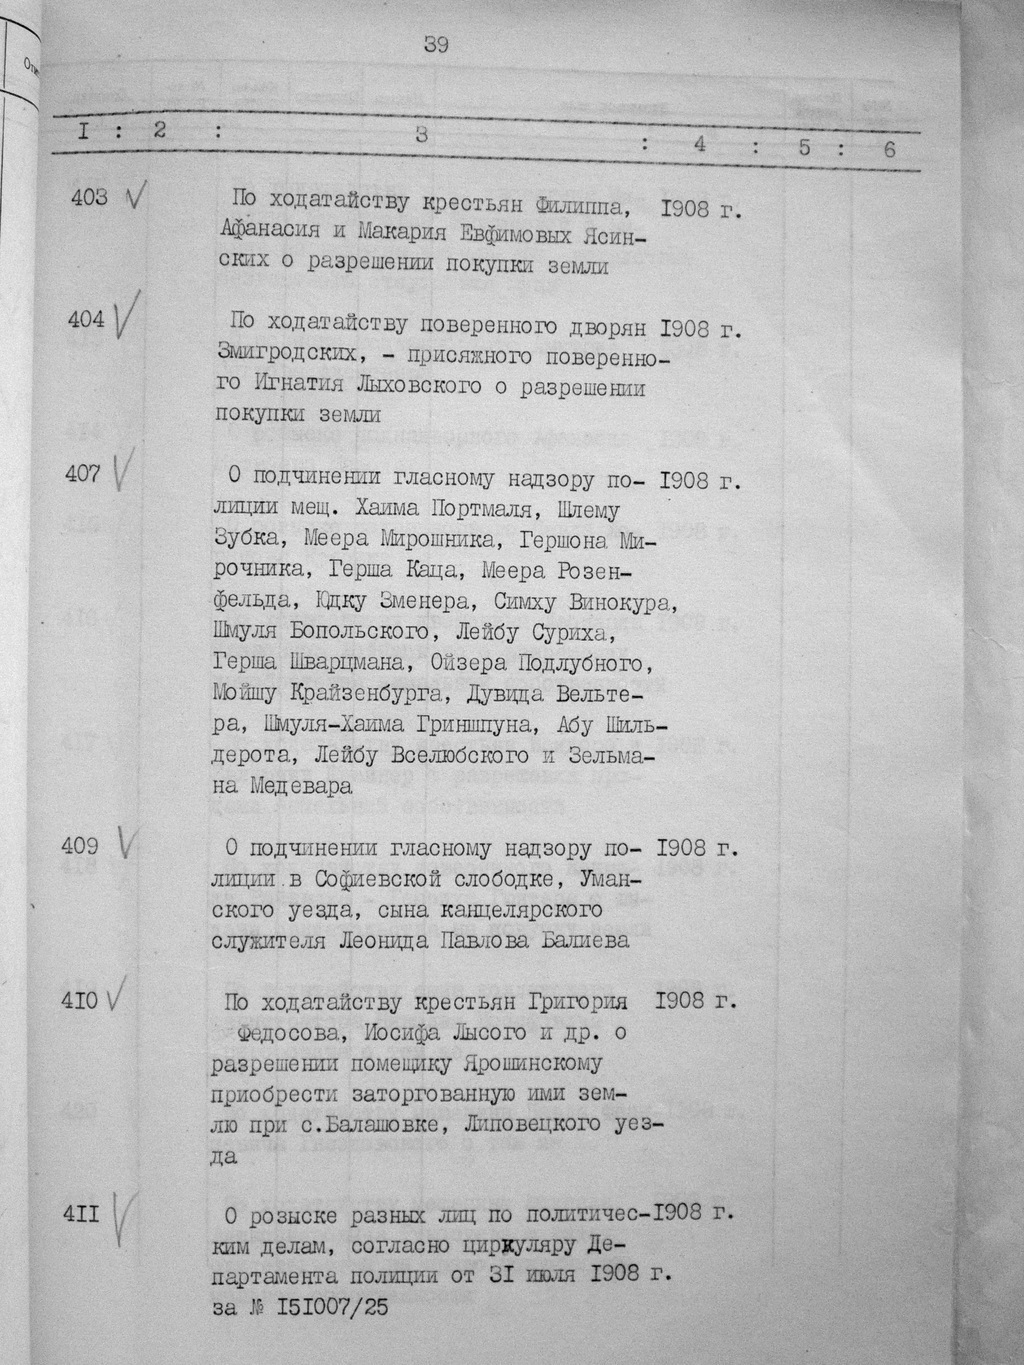 39
I : 2 : 3 : 4 : 5 : 6
403 По ходатайству крестьян Филиппа, 1908 г.
Афанасия и Макария Евфимовых Ясин-
ских о разрешении покупки земли
404 По ходатайству поверенного дворян 1908 г.
Змигродских, - присяжного поверенно-
го Игнатия Лыховского о разрешении
покупки земли
407 О подчинении гласному надзору по- 1908 г.
лиции мещ. Хаима Портмаля, Шлему
Зубка, Меера Мирошника, Гершона Ми-
рочника, Герша Каца, Меера Розен-
фельда, Юдку Зменера, Симху Винокура,
Шмуля Бопольского, Лейбу Суриха,
Герша Шварцмана, Ойзера Подлубного,
Мойшу Крайзенбурга, Дувида Вельте-
ра, Шмуля-Хаима Гриншпуна, Абу Шиль-
дерота, Лейбу Вселюбского и Зельма-
на Медевара
409 О подчинении гласному надзору по- 1908 г.
лиции в Софиевской слободке, Уман-
ского уезда, сына канцелярского
служителя Леонида Павлова Балиева
410 По ходатайству крестьян Григория 1908 г.
Федосова, Иосифа Лысого и др. о
разрешении помещику Ярошинскому
приобрести заторгованную ими зем-
лю при с.Балашовке, Липовецкого уез-
да
411 О розыске разных лиц по политичес-1908 г.
ким делам, согласно циркуляру Де-
партамента полиции от 31 июля 1908 г.
за № 151007/25